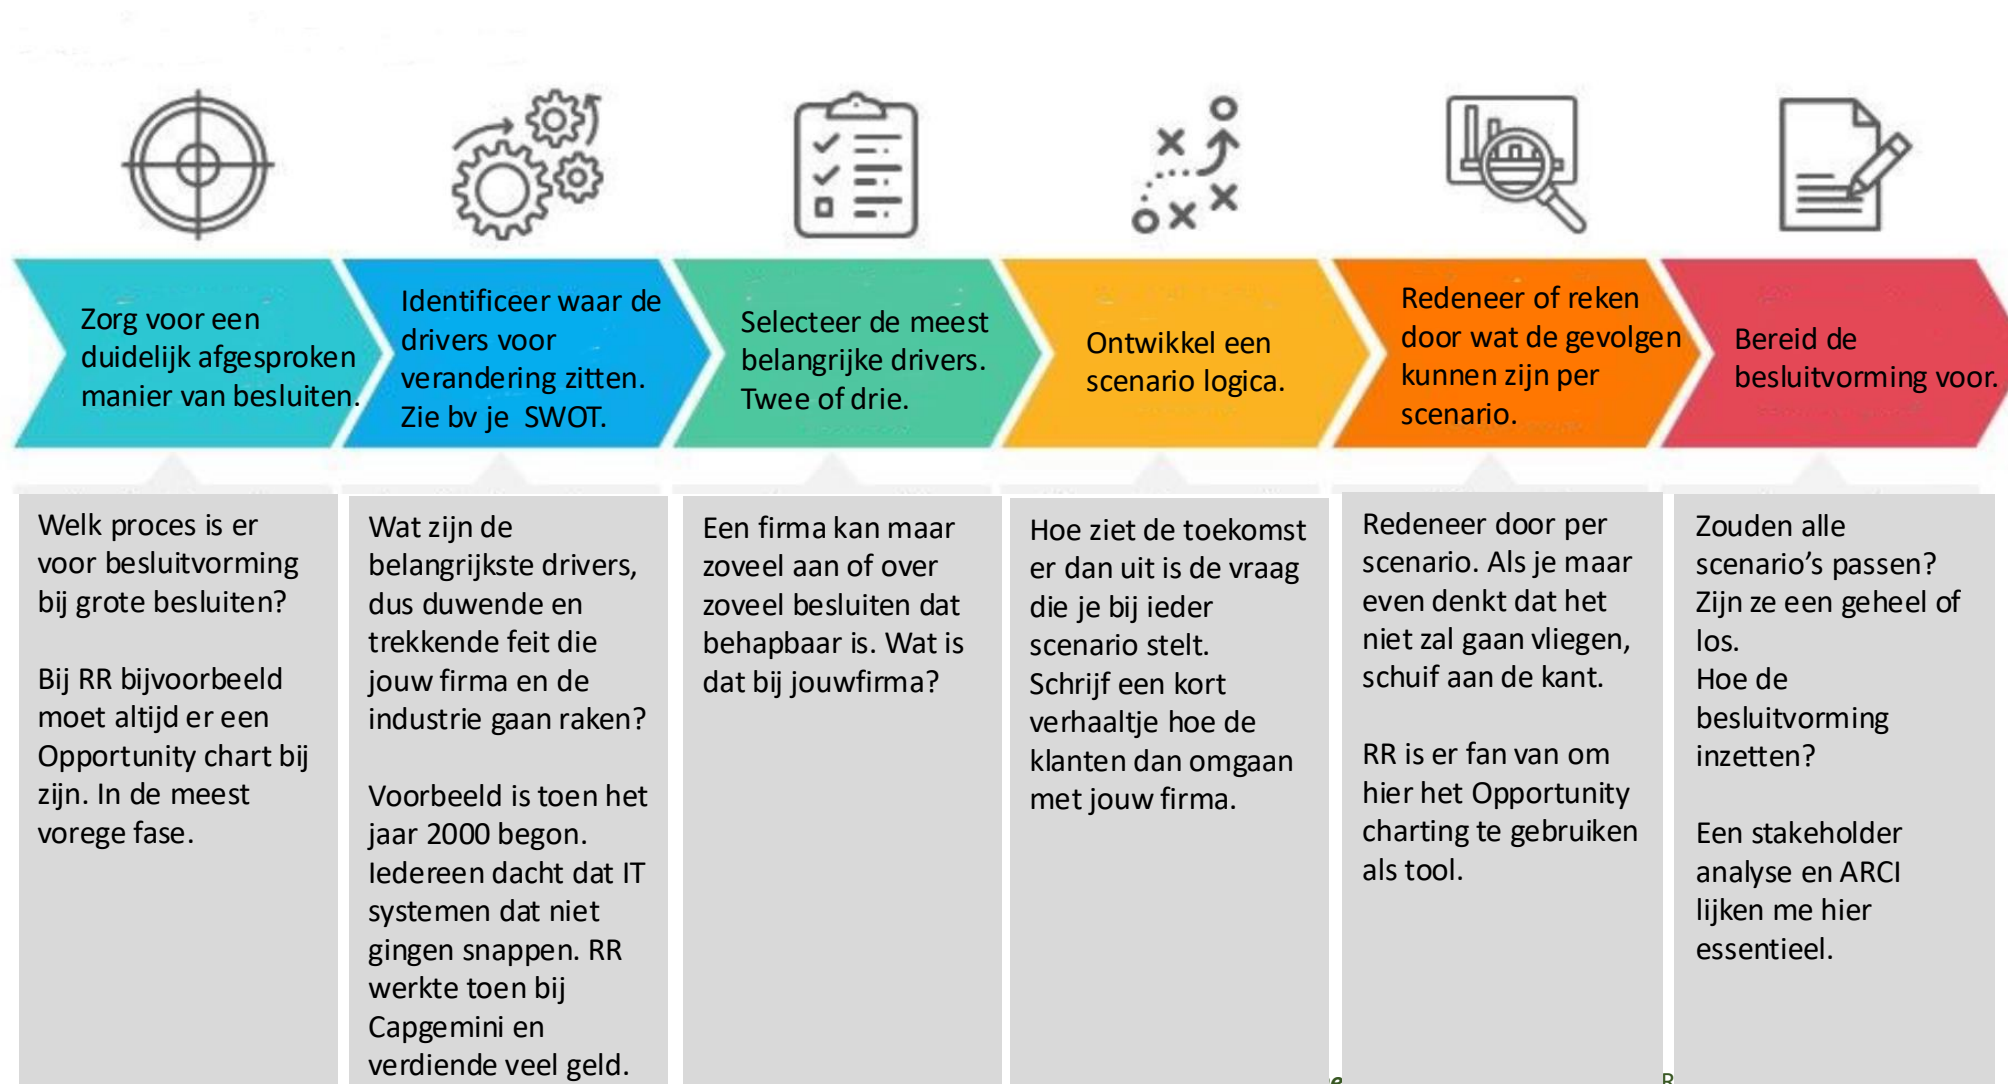 Zorg voor een
duidelijk afgesproken
manier van besluiten.
Identificeer waar de
drivers voor
verandering zitten.
Zie bv je SWOT.
Selecteer de meest
belangrijke drivers.
Twee of drie.
Ontwikkel een
scenario logica.
Redeneer of reken
door wat de gevolgen
kunnen zijn per
scenario.
Bereid de
besluitvorming voor.
Welk proces is er
voor besluitvorming
bij grote besluiten?
Bij RR bijvoorbeeld
moet altijd er een
Opportunity chart bij
zijn. In de meest
vorege fase.
Wat zijn de
belangrijkste drivers,
dus duwende en
trekkende feit die
jouw firma en de
industrie gaan raken?
Voorbeeld is toen het
jaar 2000 begon.
Iedereen dacht dat IT
systemen dat niet
gingen snappen. RR
werkte toen bij
Capgemini en
verdiende veel geld.
Een firma kan maar
zoveel aan of over
zoveel besluiten dat
behapbaar is. Wat is
dat bij jouwfirma?
Hoe ziet de toekomst
er dan uit is de vraag
die je bij ieder
scenario stelt.
Schrijf een kort
verhaaltje hoe de
klanten dan omgaan
met jouw firma.
Redeneer door per
scenario. Als je maar
even denkt dat het
niet zal gaan vliegen,
schuif aan de kant.
RR is er fan van om
hier het Opportunity
charting te gebruiken
als tool.
Zouden alle
scenario's passen?
Zijn ze een geheel of
los.
Hoe de
besluitvorming
inzetten?
Een stakeholder
analyse en ARCI
lijken me hier
essentieel.